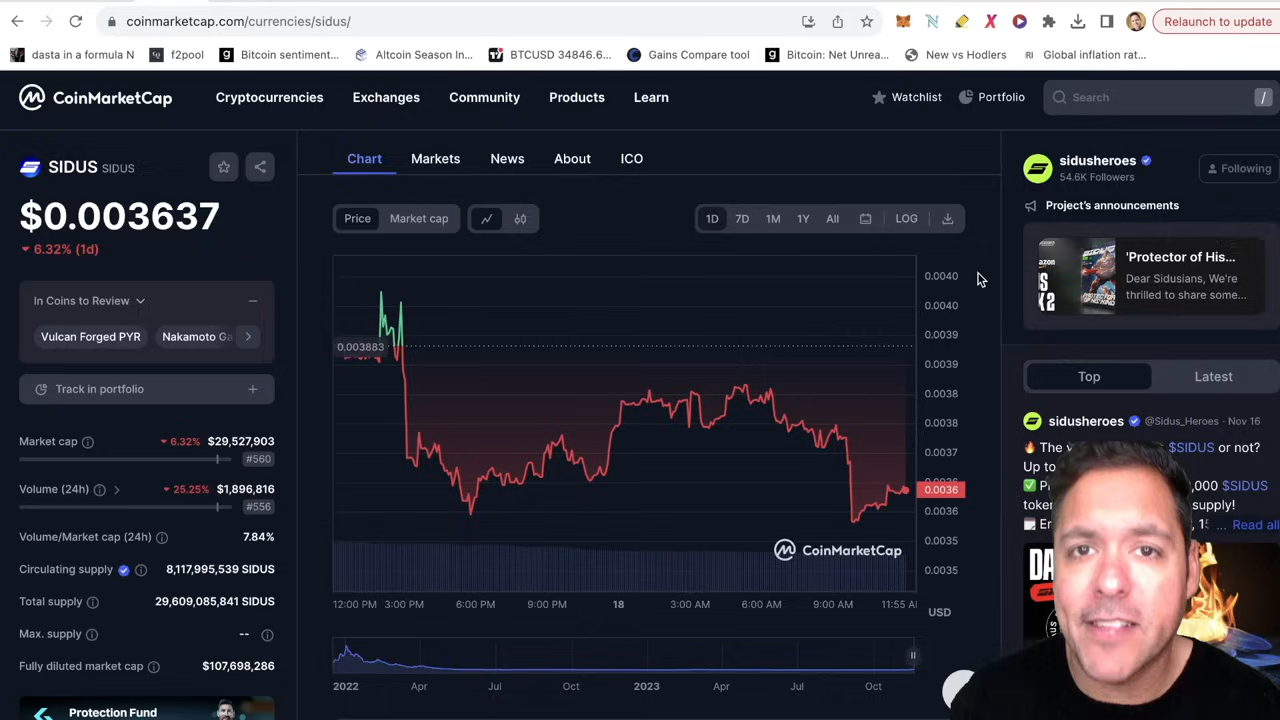 coinmarketcap.com/currencies/sidus/
Relaunch to update
dasta in a formula N
f2pool
Bitcoin sentiment...
Altcoin Season In...
BTCUSD 34846.6...
Gains Compare tool
Bitcoin: Net Unrea...
New vs Hodlers
RI Global inflation rat...
CoinMarketCap
Cryptocurrencies
Exchanges
Community
Products
Learn
Watchlist
Portfolio
Search
/
SIDUS SIDUS
$0.003637
6.32% (1d)
In Coins to Review
Vulcan Forged PYR
Nakamoto Ga
Track in portfolio
Market cap
6.32% $29,527,903
#560
Volume (24h)
25.25% $1,896,816
#556
Volume/Market cap (24h)
7.84%
Circulating supply
8,117,995,539 SIDUS
Total supply
29,609,085,841 SIDUS
Max. supply
--
Fully diluted market cap
$107,698,286
Protection Fund
Chart
Markets
News
About
ICO
Price
Market cap
1D
7D
1M
1Y
All
LOG
0.003883
0.0040
0.0040
0.0039
0.0039
0.0038
0.0038
0.0037
0.0036
0.0036
0.0035
0.0035
CoinMarketCap
12:00 PM
3:00 PM
6:00 PM
9:00 PM
18
3:00 AM
6:00 AM
9:00 AM
11:55 A
USD
2022
Apr
Jul
Oct
2023
Apr
Jul
Oct
sidusheroes
54.6K Followers
Following
Project's announcements
'Protector of His...
Dear Sidusians, We're
thrilled to share some...
Top
Latest
sidusheroes @Sidus_Heroes · Nov 16
$SIDUS or not?
Up to
,000 $SIDUS
supply!
... Read all